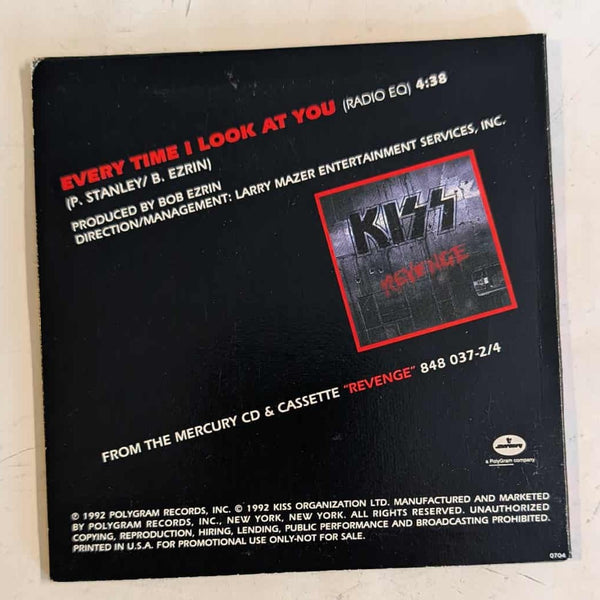 EVERY TIME I LOOK AT YOU (RADIO EQ) 4:38
(P. STANLEY/ B. EZRIN)
PRODUCED BY BOB EZRIN
DIRECTION/MANAGEMENT: LARRY MAZER ENTERTAINMENT SERVICES, INC.
KISS
REVENGE
FROM THE MERCURY CD & CASSETTE "REVENGE" 848 037-2/4
mercury
a PolyGram company
℗ 1992 POLYGRAM RECORDS, INC. © 1992 KISS ORGANIZATION LTD. MANUFACTURED AND MARKETED
BY POLYGRAM RECORDS, INC., NEW YORK, NEW YORK. ALL RIGHTS RESERVED. UNAUTHORIZED
COPYING, REPRODUCTION, HIRING, LENDING, PUBLIC PERFORMANCE AND BROADCASTING PROHIBITED.
PRINTED IN U.S.A. FOR PROMOTIONAL USE ONLY-NOT FOR SALE.
0704